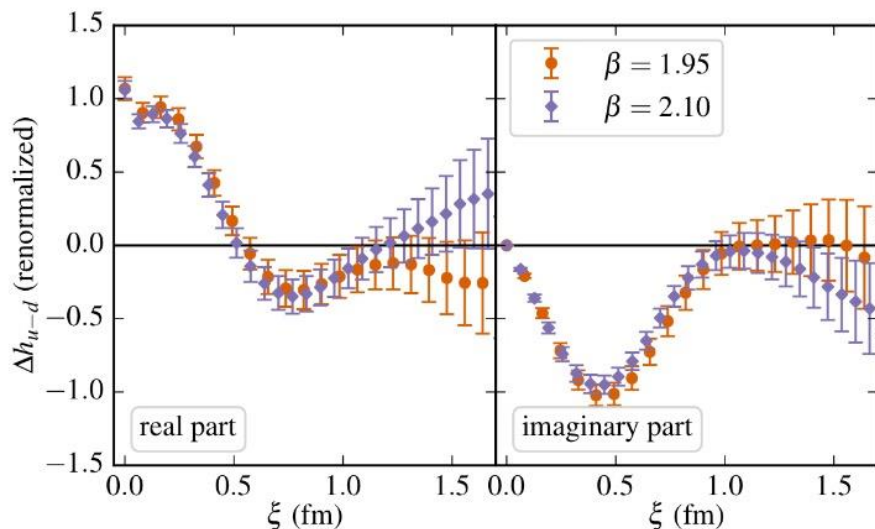 1.5
1.0
0.5
0.0
−0.5
−1.0
−1.5
Δh_{u−d} (renormalized)
real part
0.0 0.5 1.0 1.5
ξ (fm)
β = 1.95
β = 2.10
imaginary part
0.0 0.5 1.0 1.5
ξ (fm)